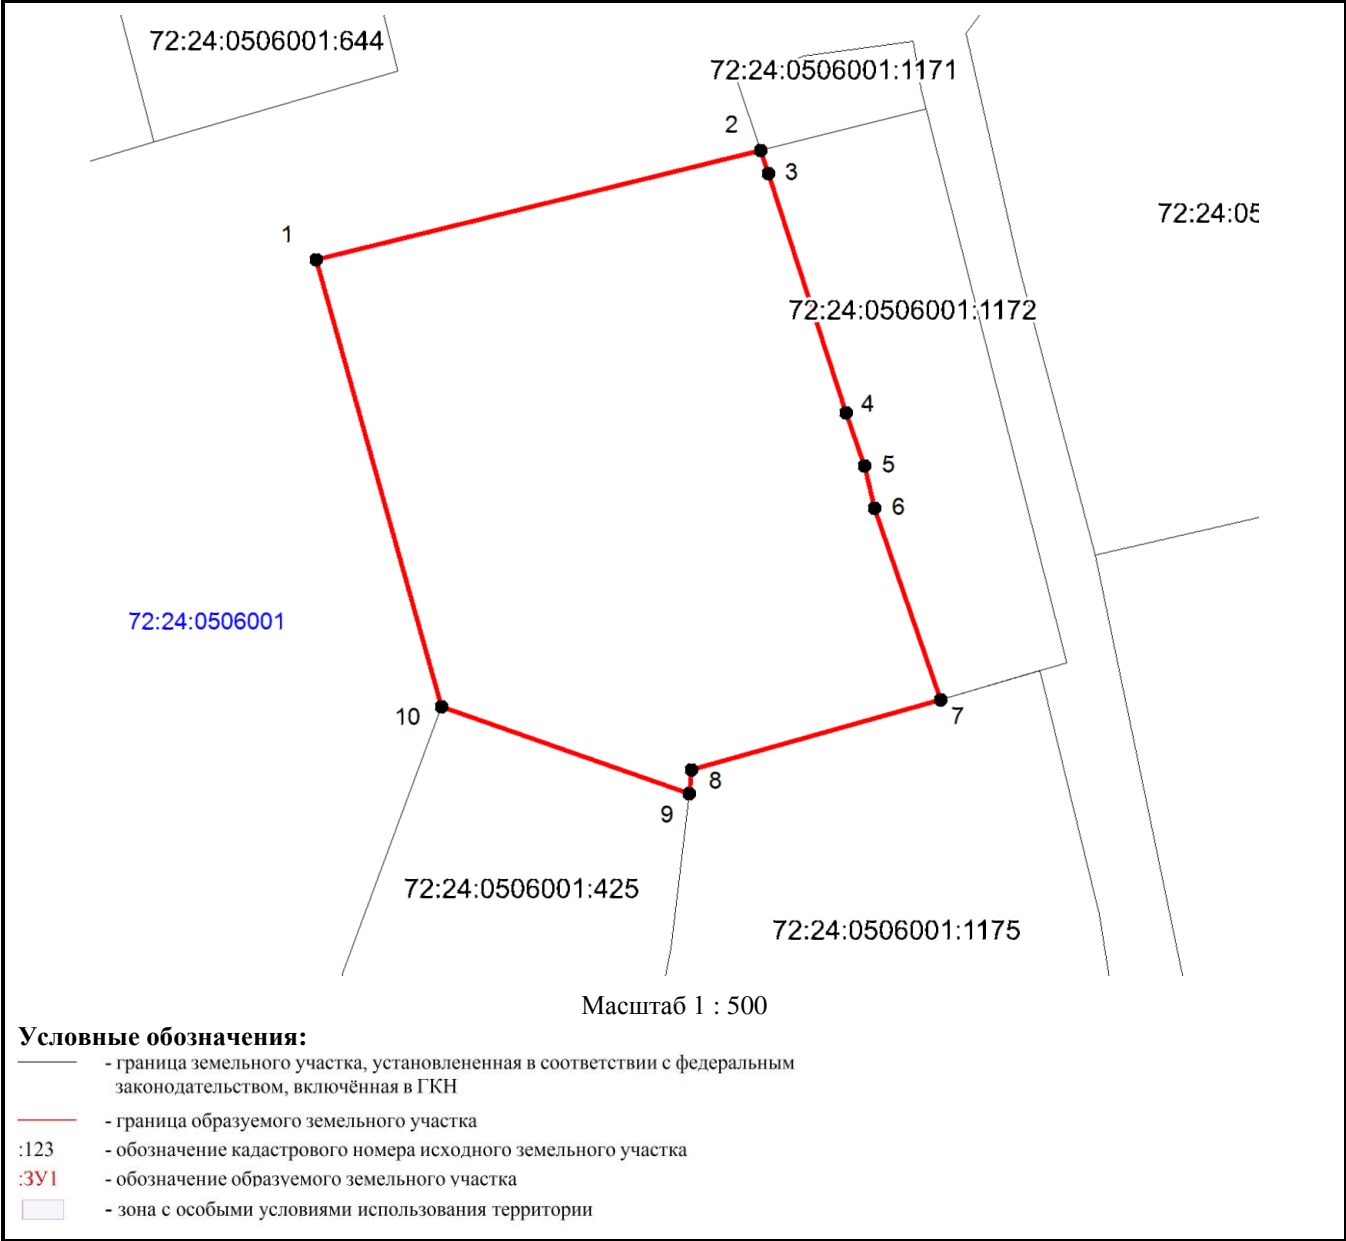 72:24:0506001:644
72:24:0506001:1171
2
3
72:24:05
1
72:24:0506001:1172
4
5
6
72:24:0506001
10
7
8
9
72:24:0506001:425
72:24:0506001:1175
Масштаб 1 : 500
Условные обозначения:
- граница земельного участка, установлененная в соответствии с федеральным
законодательством, включённая в ГКН
- граница образуемого земельного участка
:123 - обозначение кадастрового номера исходного земельного участка
:ЗУ1 - обозначение образуемого земельного участка
- зона с особыми условиями использования территории